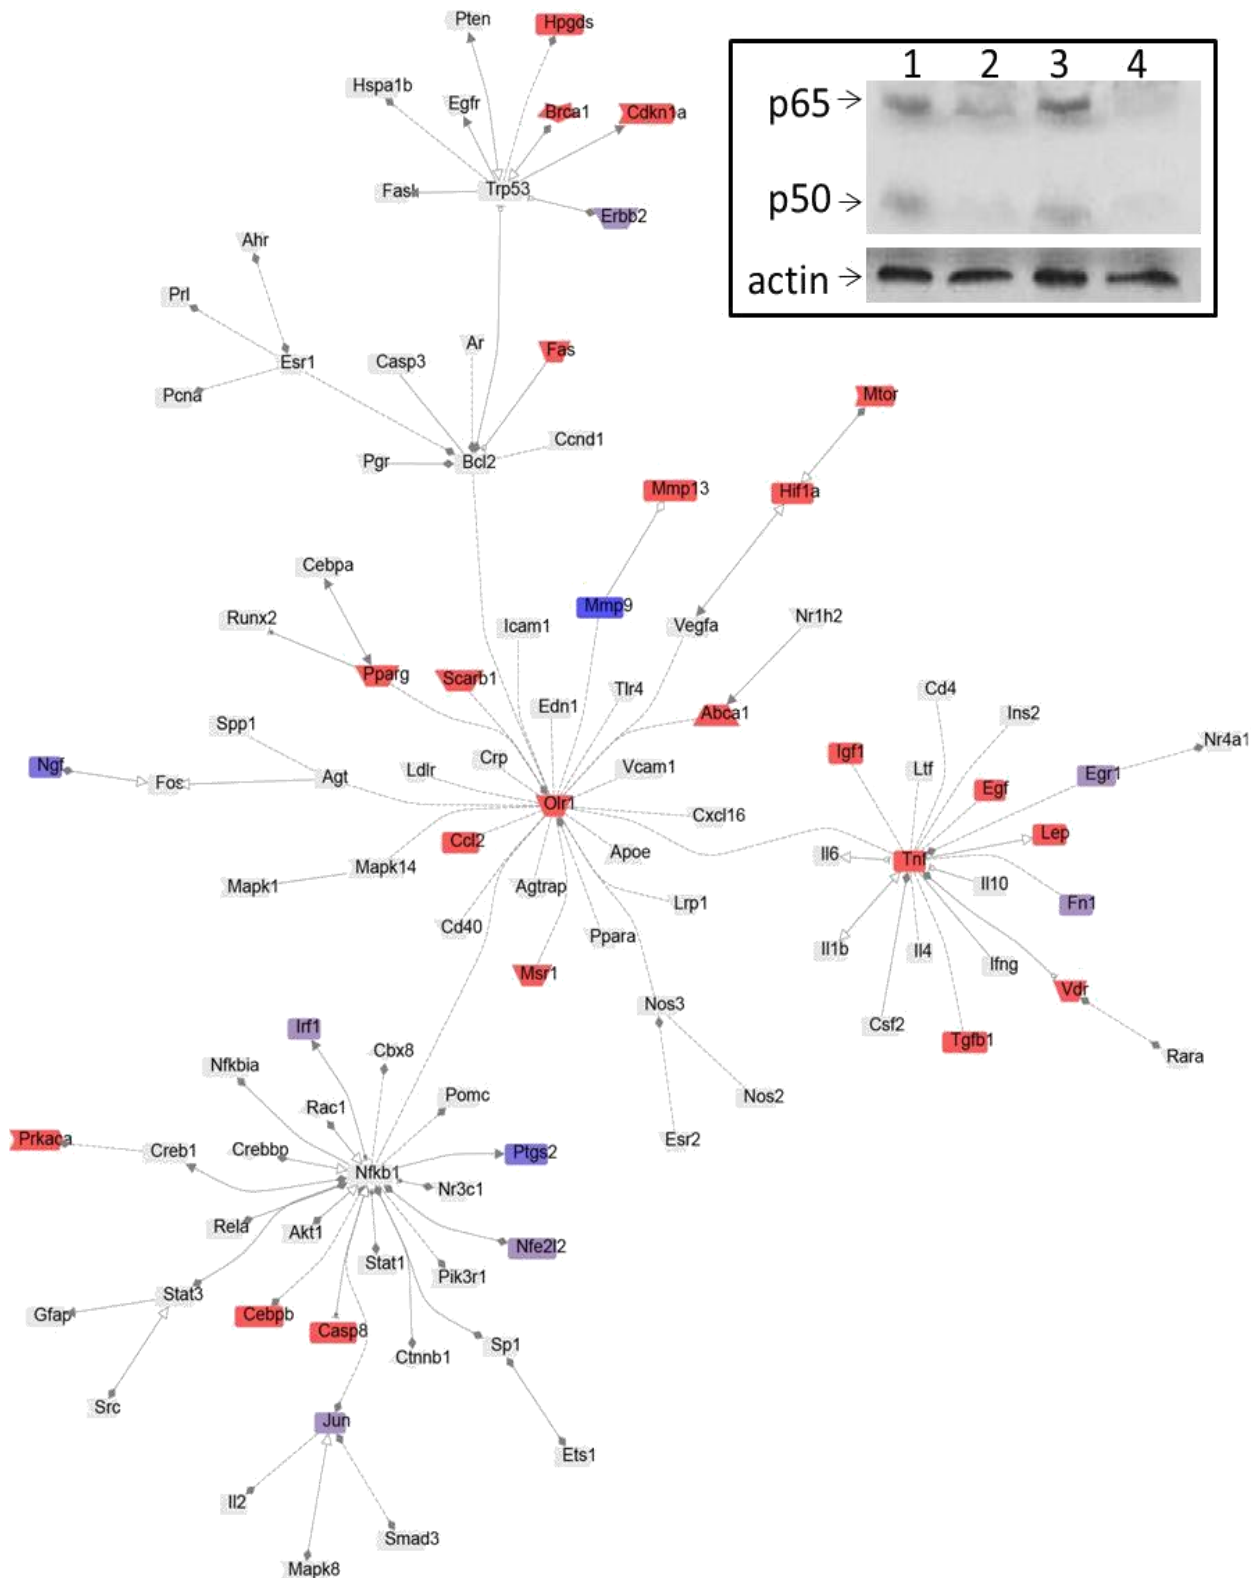 Pten
Hpgds
Hspa1b
Egfr
Brca1
Cdkn1a
Fasl
Trp53
Erbb2
1 2 3 4
p65
p50
actin
Ahr
Prl
Esr1
Pcna
Casp3
Ar
Fas
Ccnd1
Pgr
Bcl2
Mtor
Mmp13
Hif1a
Cebpa
Runx2
Icam1
Mmp9
Vegfa
Nr1h2
Pparg
Scarb1
Tlr4
Edn1
Abca1
Spp1
Ngf
Fos
Agt
Ldlr
Crp
Vcam1
Olr1
Cxcl16
Ccl2
Apoe
Mapk14
Mapk1
Agtrap
Lrp1
Cd40
Ppara
Msr1
Nos3
Nos2
Esr2
Cd4
Ins2
Nr4a1
Igf1
Ltf
Egf
Egr1
Lep
Il6
Tnf
Il10
Fn1
Il1b
Il4
Ifng
Vdr
Csf2
Tgfb1
Rara
Irf1
Cbx8
Nfkbia
Pomc
Rac1
Prkaca
Creb1
Crebbp
Ptgs2
Nfkb1
Nr3c1
Rela
Akt1
Stat1
Nfe2l2
Pik3r1
Stat3
Gfap
Cebpb
Casp8
Ctnnb1
Sp1
Src
Jun
Ets1
Il2
Smad3
Mapk8